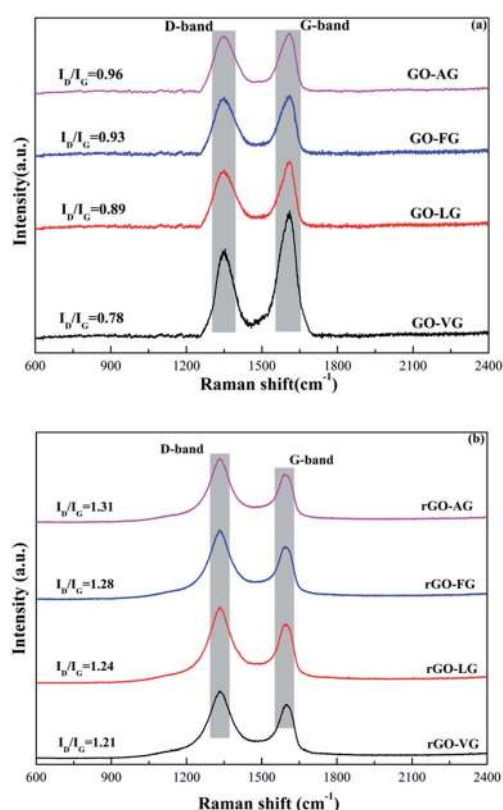 (a)
D-band G-band
I_D/I_G=0.96 GO-AG
I_D/I_G=0.93 GO-FG
I_D/I_G=0.89 GO-LG
I_D/I_G=0.78 GO-VG
Intensity(a.u.)
600 900 1200 1500 1800 2100 2400
Raman shift(cm⁻¹)
(b)
D-band G-band
I_D/I_G=1.31 rGO-AG
I_D/I_G=1.28 rGO-FG
I_D/I_G=1.24 rGO-LG
I_D/I_G=1.21 rGO-VG
Intensity (a.u.)
600 900 1200 1500 1800 2100 2400
Raman shift (cm⁻¹)